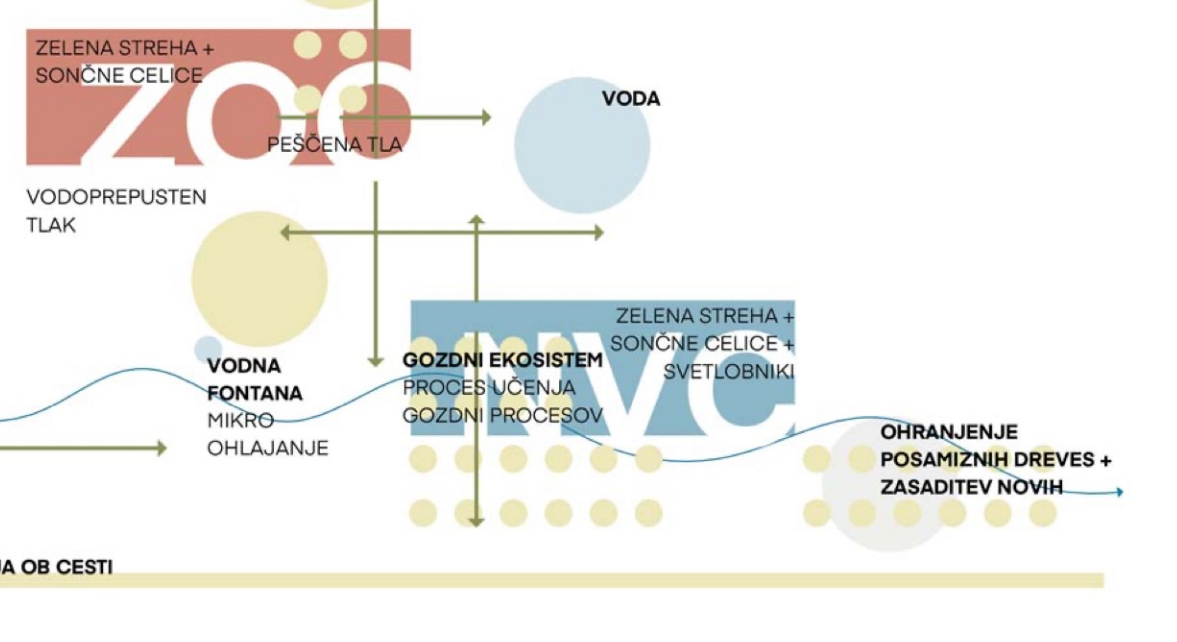 ZELENA STREHA +
SONČNE CELICE
ZOO
PEŠČENA TLA
VODA
VODOPREPUSTEN
TLAK
ZELENA STREHA +
SONČNE CELICE +
SVETLOBNIKI
NVC
VODNA
FONTANA
MIKRO
OHLAJANJE
GOZDNI EKOSISTEM
PROCES UČENJA
GOZDNI PROCESOV
OHRANJENJE
POSAMIZNIH DREVES +
ZASADITEV NOVIH
OB CESTI